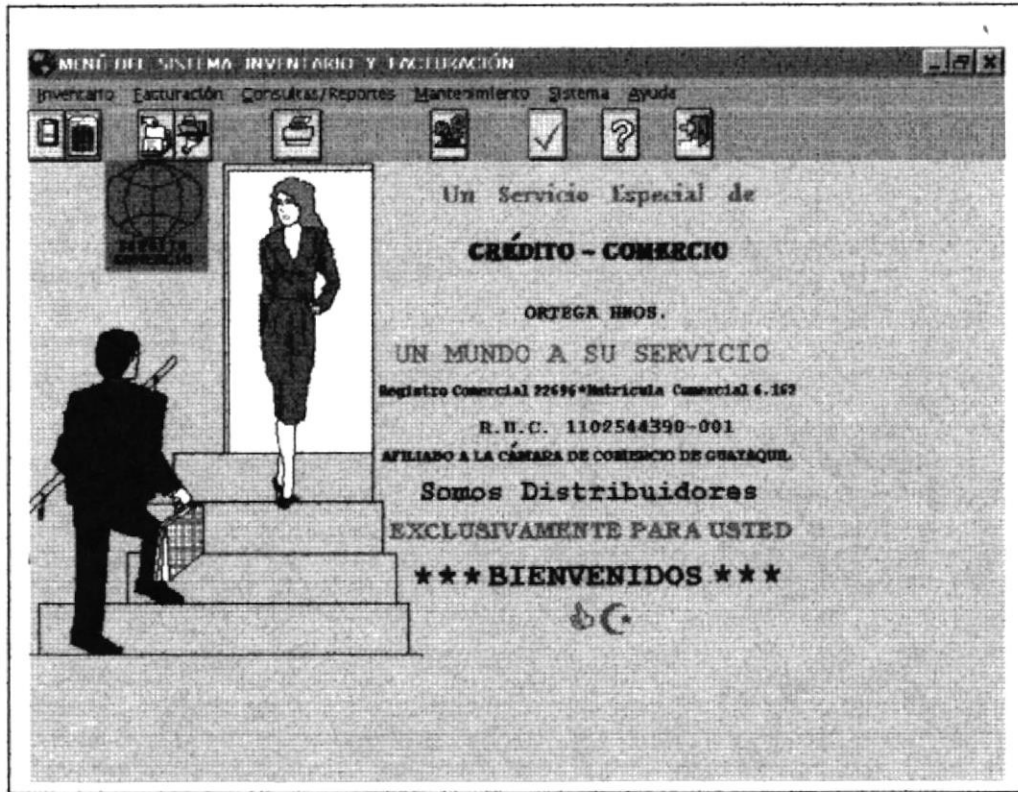 MENÚ DEL SISTEMA INVENTARIO Y FACTURACIÓN
Inventario Facturación Consultas/Reportes Mantenimiento Sistema Ayuda
Un Servicio Especial de
CRÉDITO - COMERCIO
ORTEGA HNOS.
UN MUNDO A SU SERVICIO
Registro Comercial 22696*Matrícula Comercial 6.162
R.U.C. 1102544390-001
AFILIADO A LA CÁMARA DE COMERCIO DE GUAYAQUIL
Somos Distribuidores
EXCLUSIVAMENTE PARA USTED
★★★BIENVENIDOS★★★